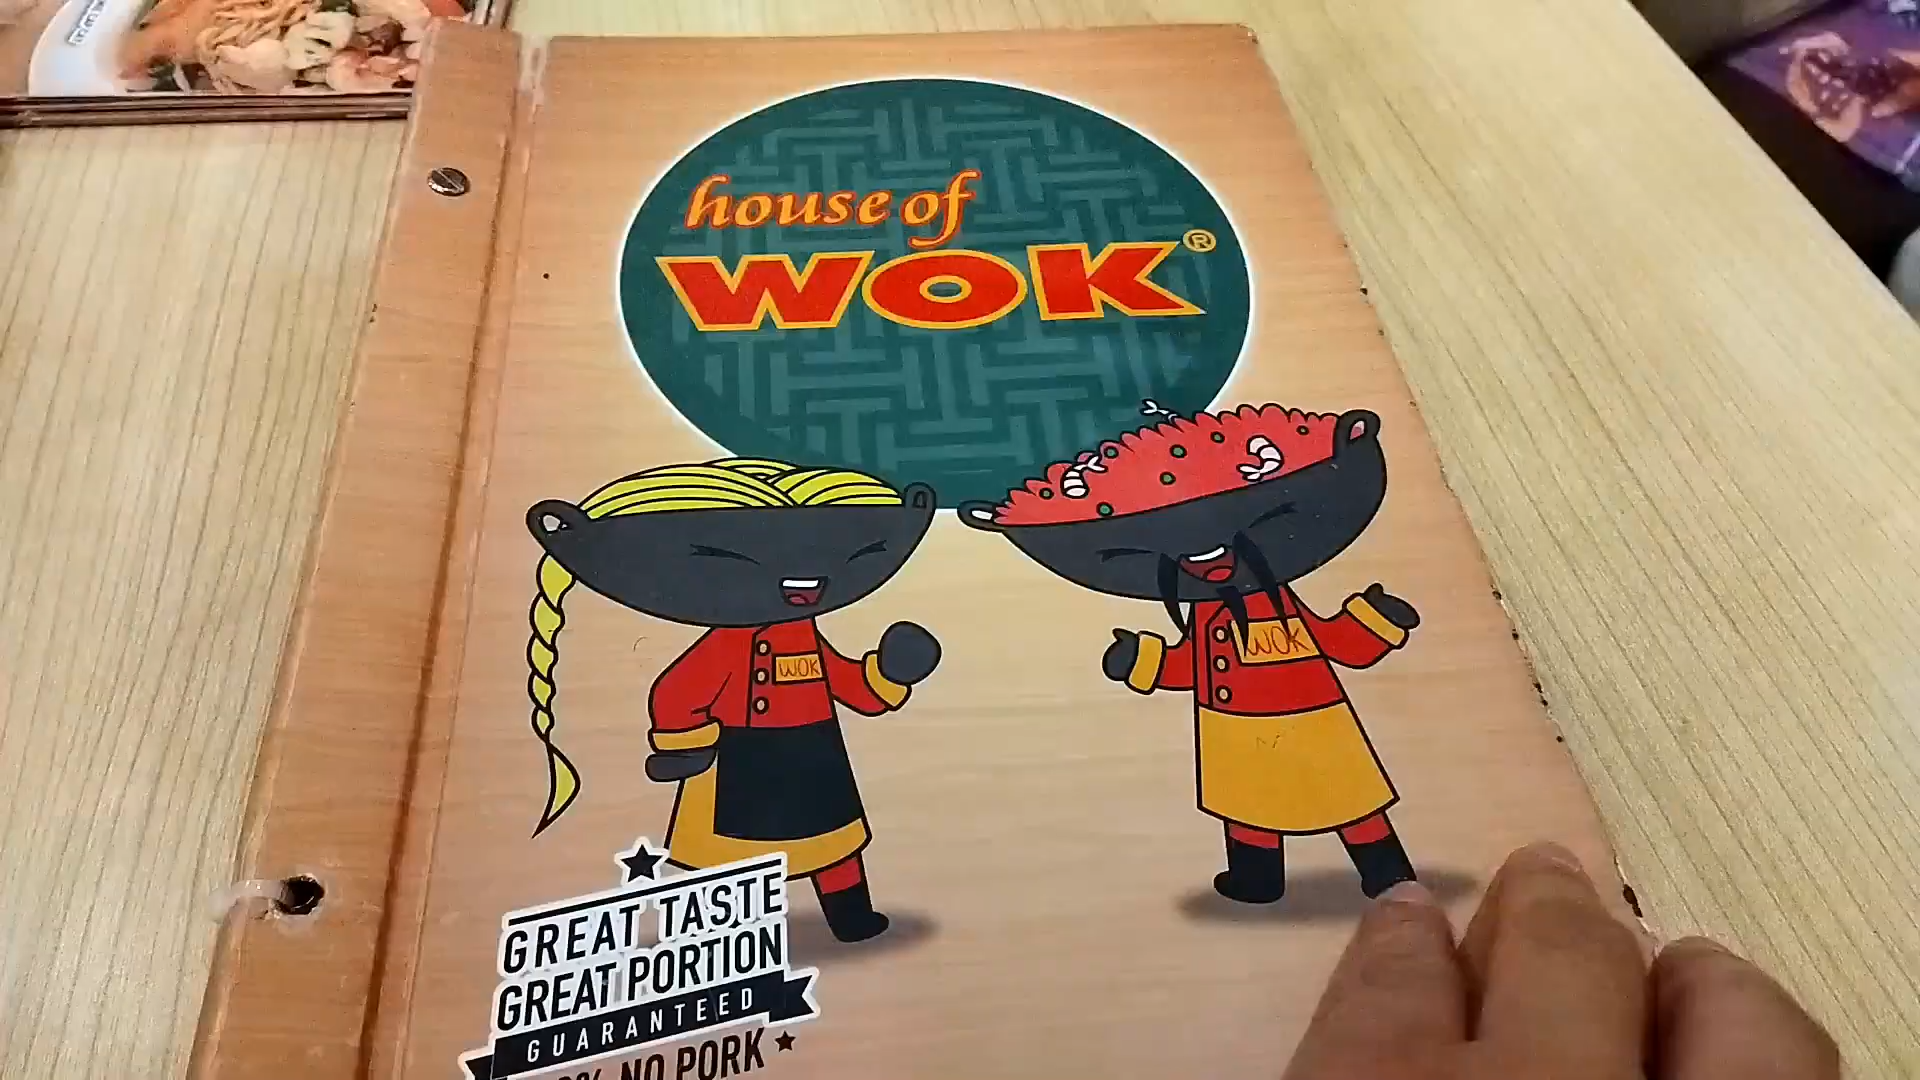 house of
WOK®
WOK
WOK
GREAT TASTE
GREAT PORTION
GUARANTEED
NO PORK